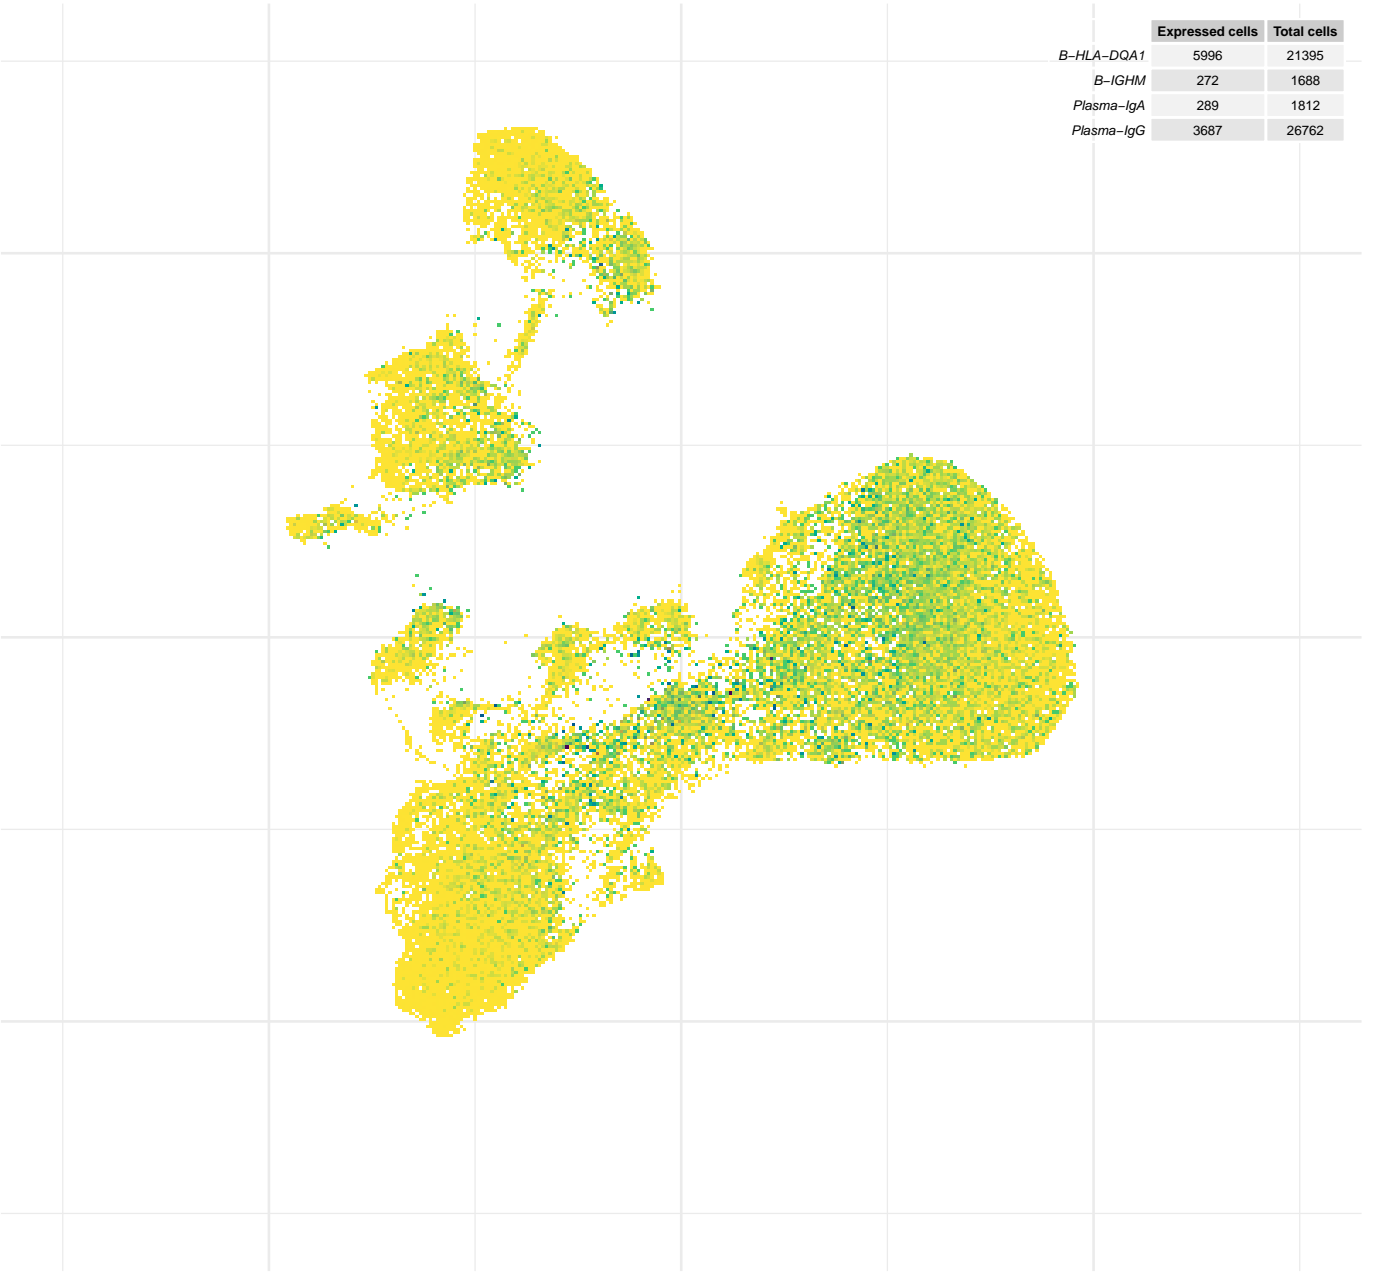 Expressed cells Total cells
B−HLA−DQA1 5996 21395
B−IGHM 272 1688
Plasma−IgA 289 1812
Plasma−IgG 3687 26762